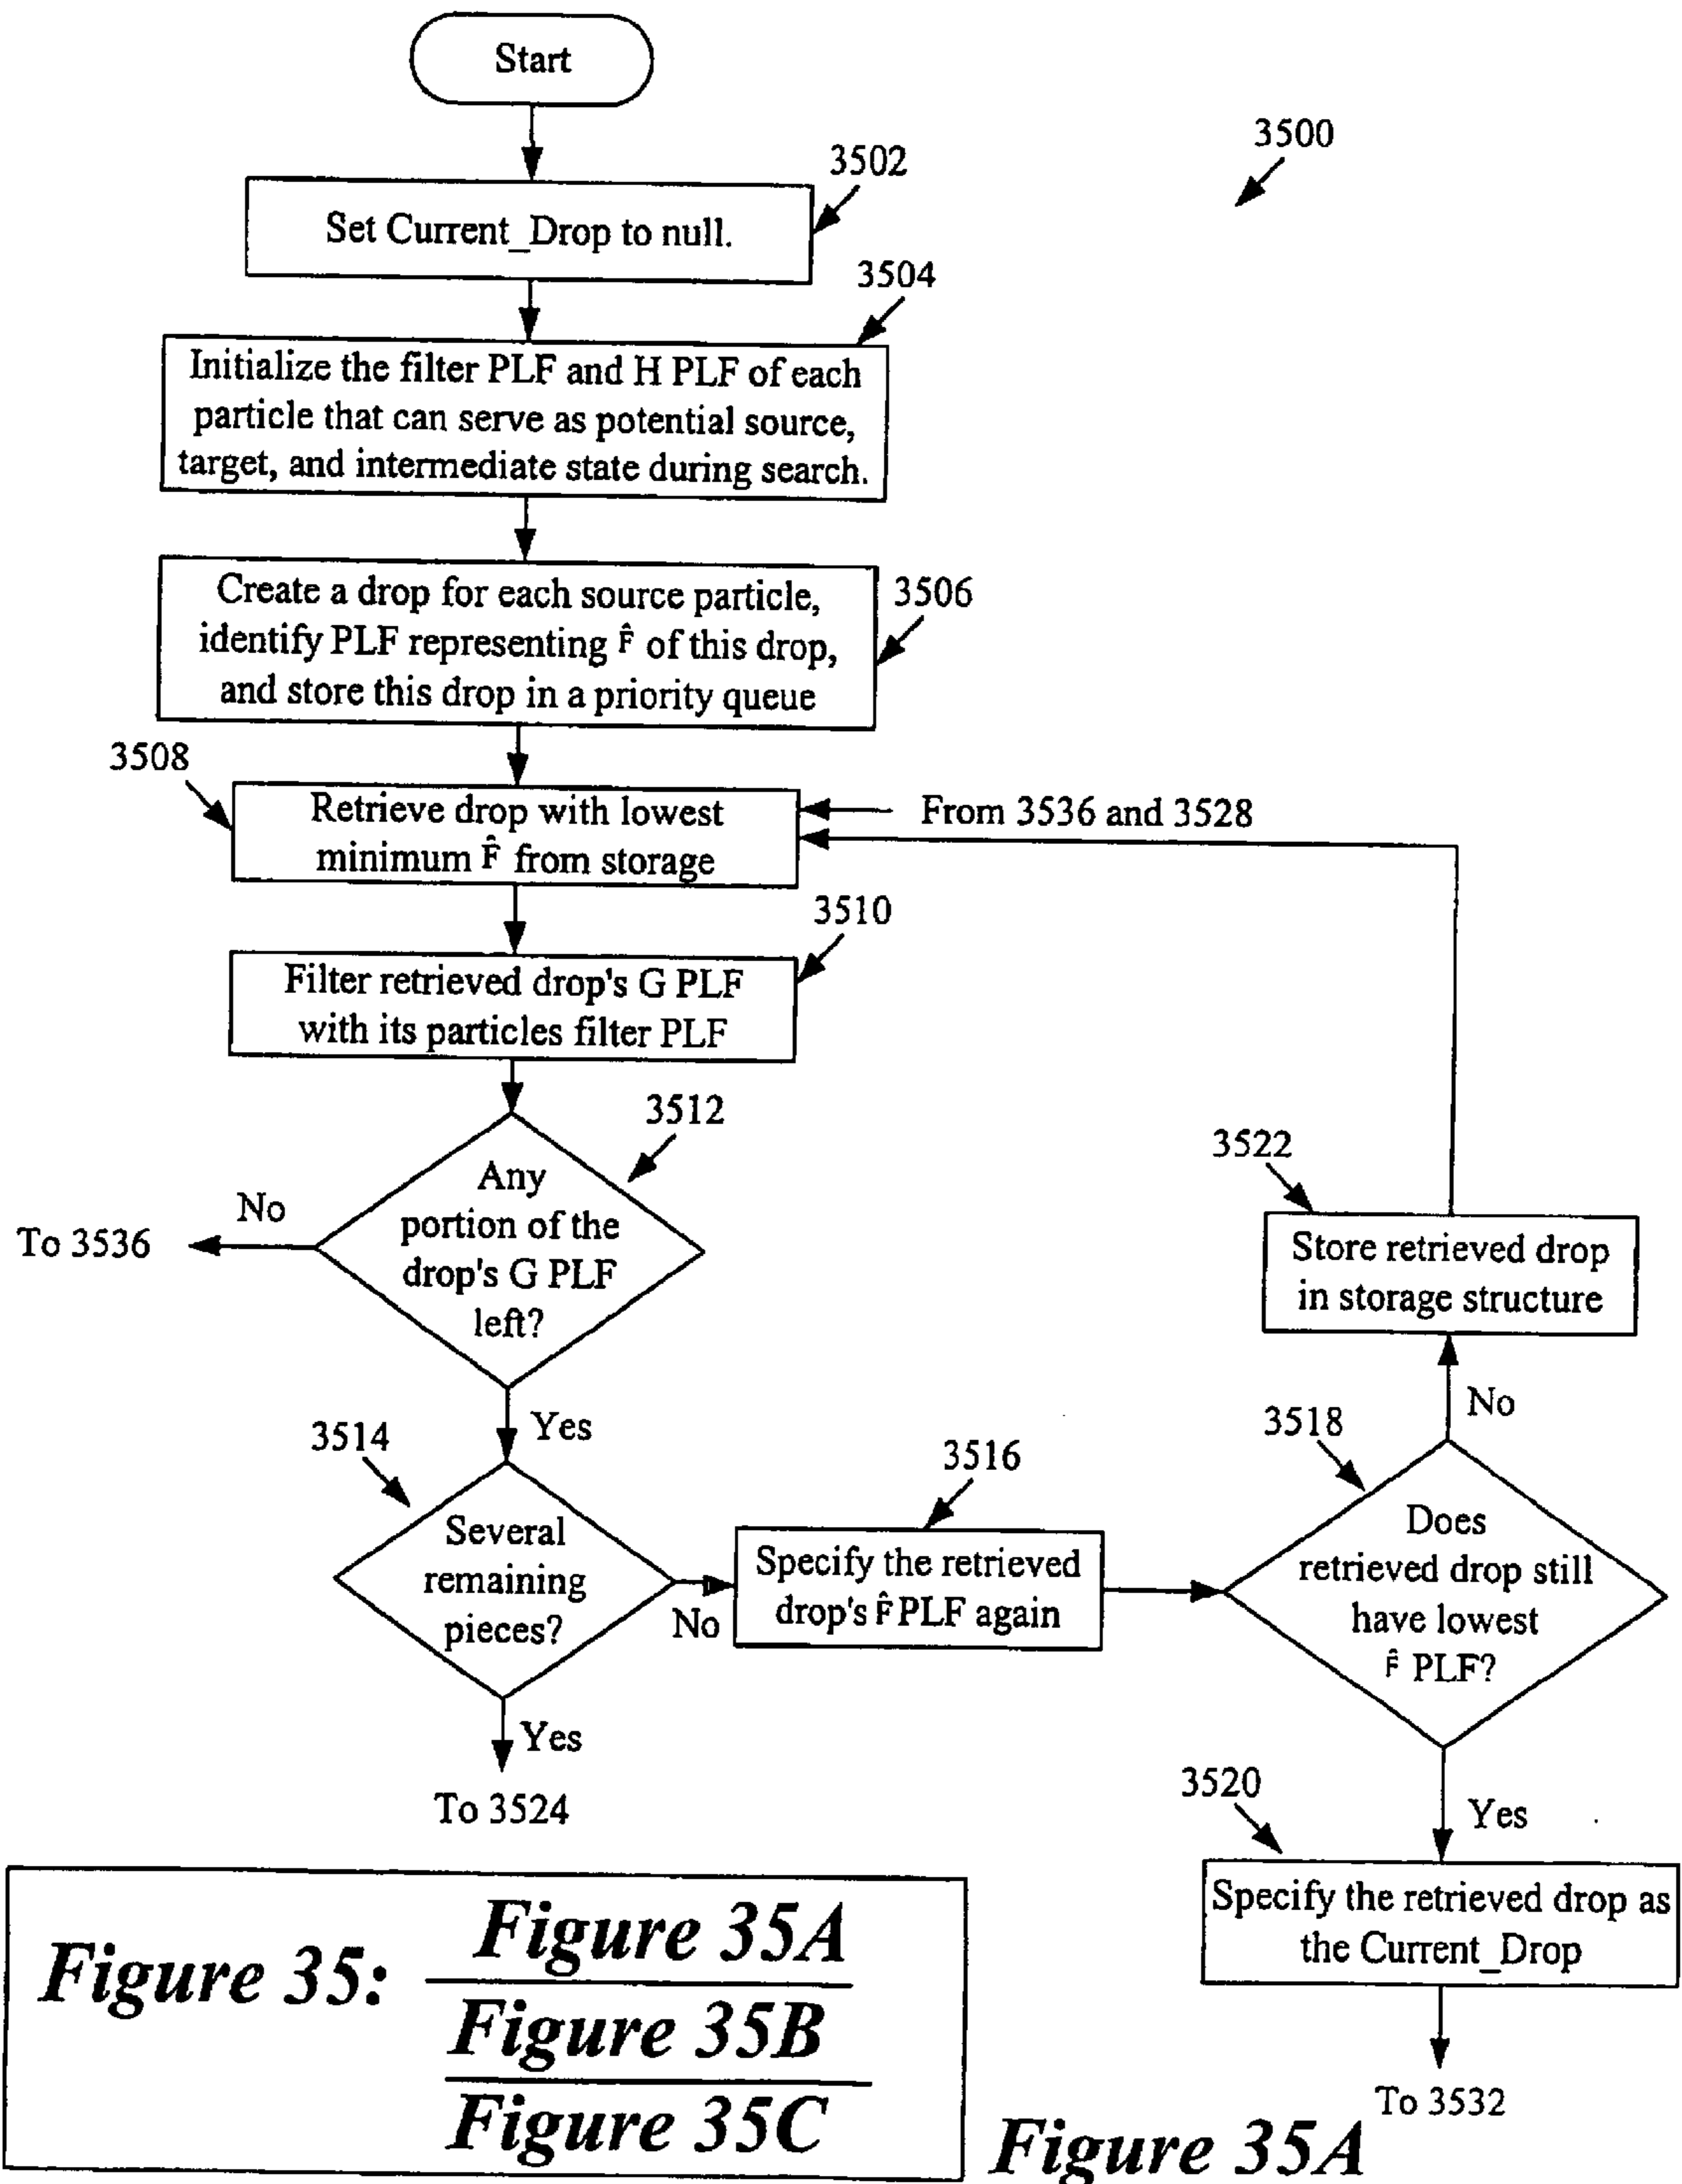 Start
3500
3502
Set Current_Drop to null.
3504
Initialize the filter PLF and H PLF of each
particle that can serve as potential source,
target, and intermediate state during search.
3506
Create a drop for each source particle,
identify PLF representing F̂ of this drop,
and store this drop in a priority queue
3508
Retrieve drop with lowest
minimum F̂ from storage
From 3536 and 3528
3510
Filter retrieved drop's G PLF
with its particles filter PLF
3512
Any
portion of the
drop's G PLF
left?
No
To 3536
Yes
3514
Several
remaining
pieces?
No
Yes
To 3524
3516
Specify the retrieved
drop's F̂ PLF again
3518
Does
retrieved drop still
have lowest
F̂ PLF?
No
3522
Store retrieved drop
in storage structure
Yes
3520
Specify the retrieved drop as
the Current_Drop
To 3532
Figure 35:
Figure 35A
Figure 35B
Figure 35C
Figure 35A